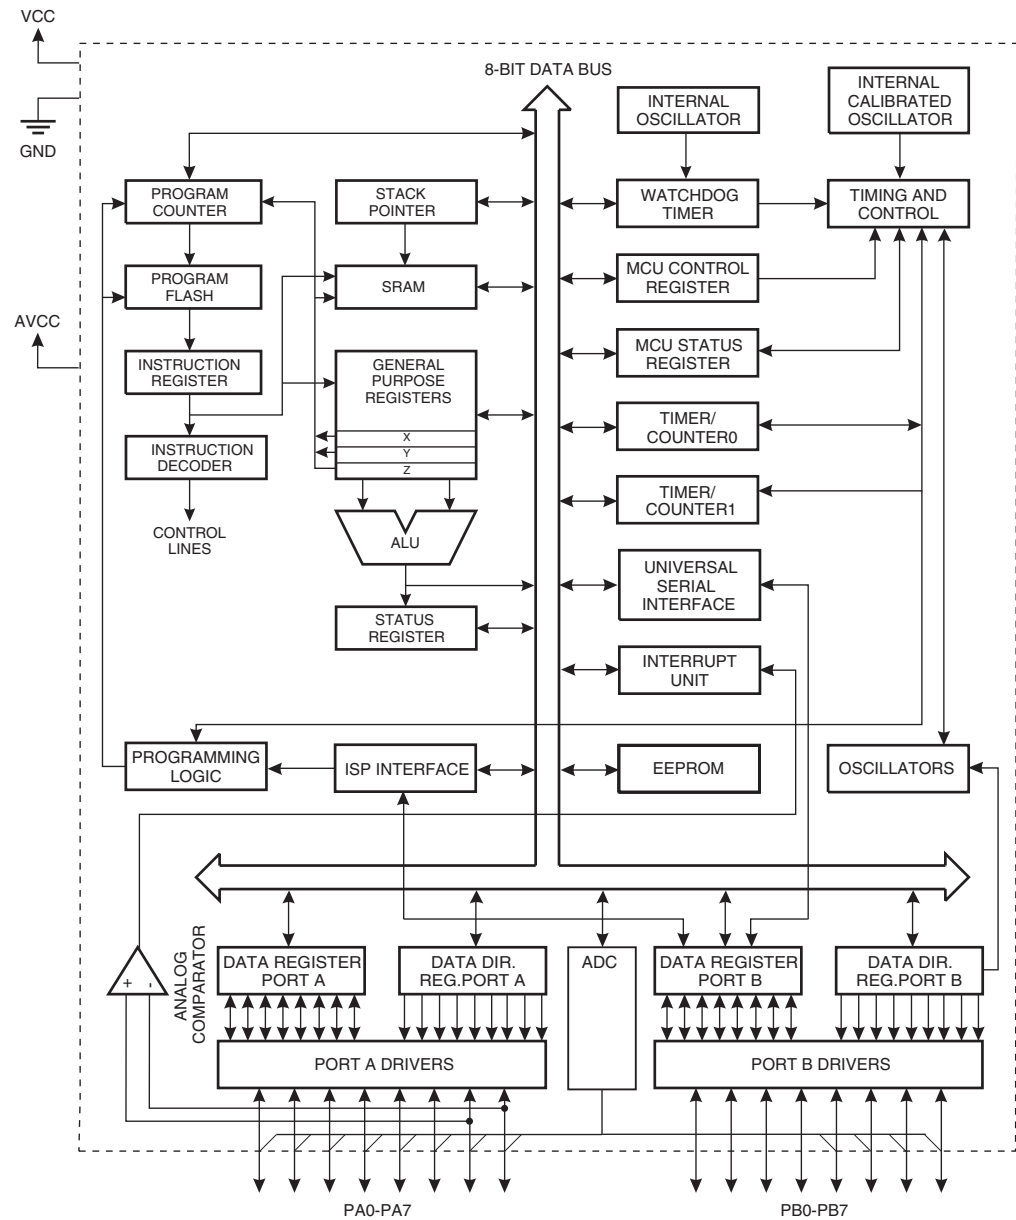 VCC
GND
AVCC
8-BIT DATA BUS
INTERNAL
OSCILLATOR
INTERNAL
CALIBRATED
OSCILLATOR
PROGRAM
COUNTER
STACK
POINTER
WATCHDOG
TIMER
TIMING AND
CONTROL
PROGRAM
FLASH
SRAM
MCU CONTROL
REGISTER
INSTRUCTION
REGISTER
GENERAL
PURPOSE
REGISTERS
X
Y
Z
MCU STATUS
REGISTER
INSTRUCTION
DECODER
TIMER/
COUNTER0
CONTROL
LINES
ALU
TIMER/
COUNTER1
STATUS
REGISTER
UNIVERSAL
SERIAL
INTERFACE
INTERRUPT
UNIT
PROGRAMMING
LOGIC
ISP INTERFACE
EEPROM
OSCILLATORS
ANALOG
COMPARATOR
+
-
DATA REGISTER
PORT A
DATA DIR.
REG.PORT A
ADC
DATA REGISTER
PORT B
DATA DIR.
REG.PORT B
PORT A DRIVERS
PORT B DRIVERS
PA0-PA7
PB0-PB7